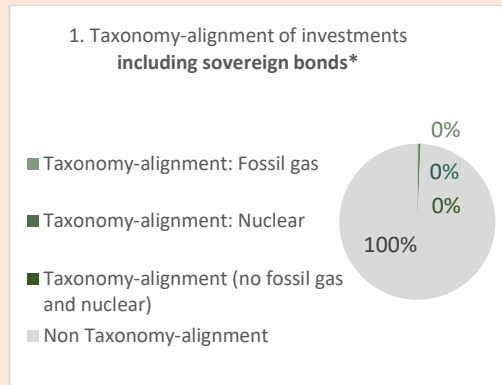 1. Taxonomy-alignment of investments
including sovereign bonds*
0%
Taxonomy-alignment: Fossil gas
0%
Taxonomy-alignment: Nuclear
0%
100%
Taxonomy-alignment (no fossil gas
and nuclear)
Non Taxonomy-alignment